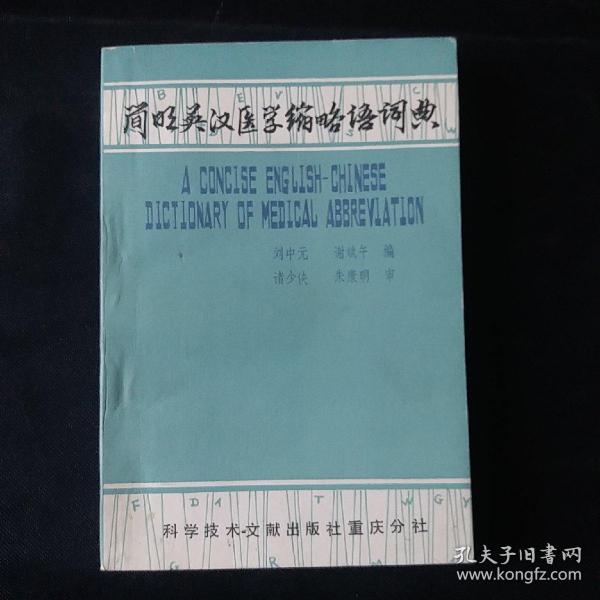 B E V C
简明英汉医学缩略语词典
A CONCISE ENGLISH-CHINESE
DICTIONARY OF MEDICAL ABBREVIATION
刘中元 谢斌午 编
诸少侠 朱康明 审
F D A T W G Y
科学技术文献出版社重庆分社
G R M
孔夫子旧书网
www.kongfz.com